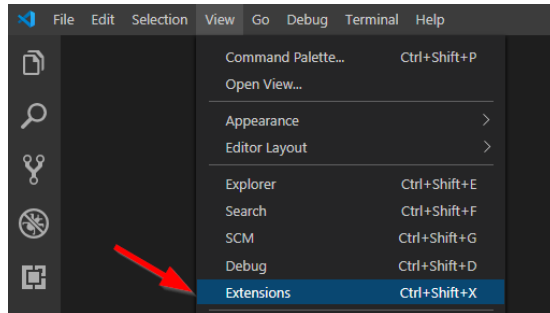 File Edit Selection View Go Debug Terminal Help
Command Palette... Ctrl+Shift+P
Open View...
Appearance
Editor Layout
Explorer Ctrl+Shift+E
Search Ctrl+Shift+F
SCM Ctrl+Shift+G
Debug Ctrl+Shift+D
Extensions Ctrl+Shift+X